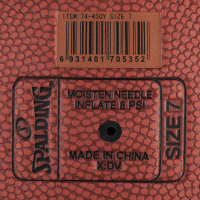 ITEM:74-450Y SIZE 7
6 931401 705352
SPALDING
MOISTEN NEEDLE
INFLATE 8 PSI
MADE IN CHINA
X.DV
SIZE 7